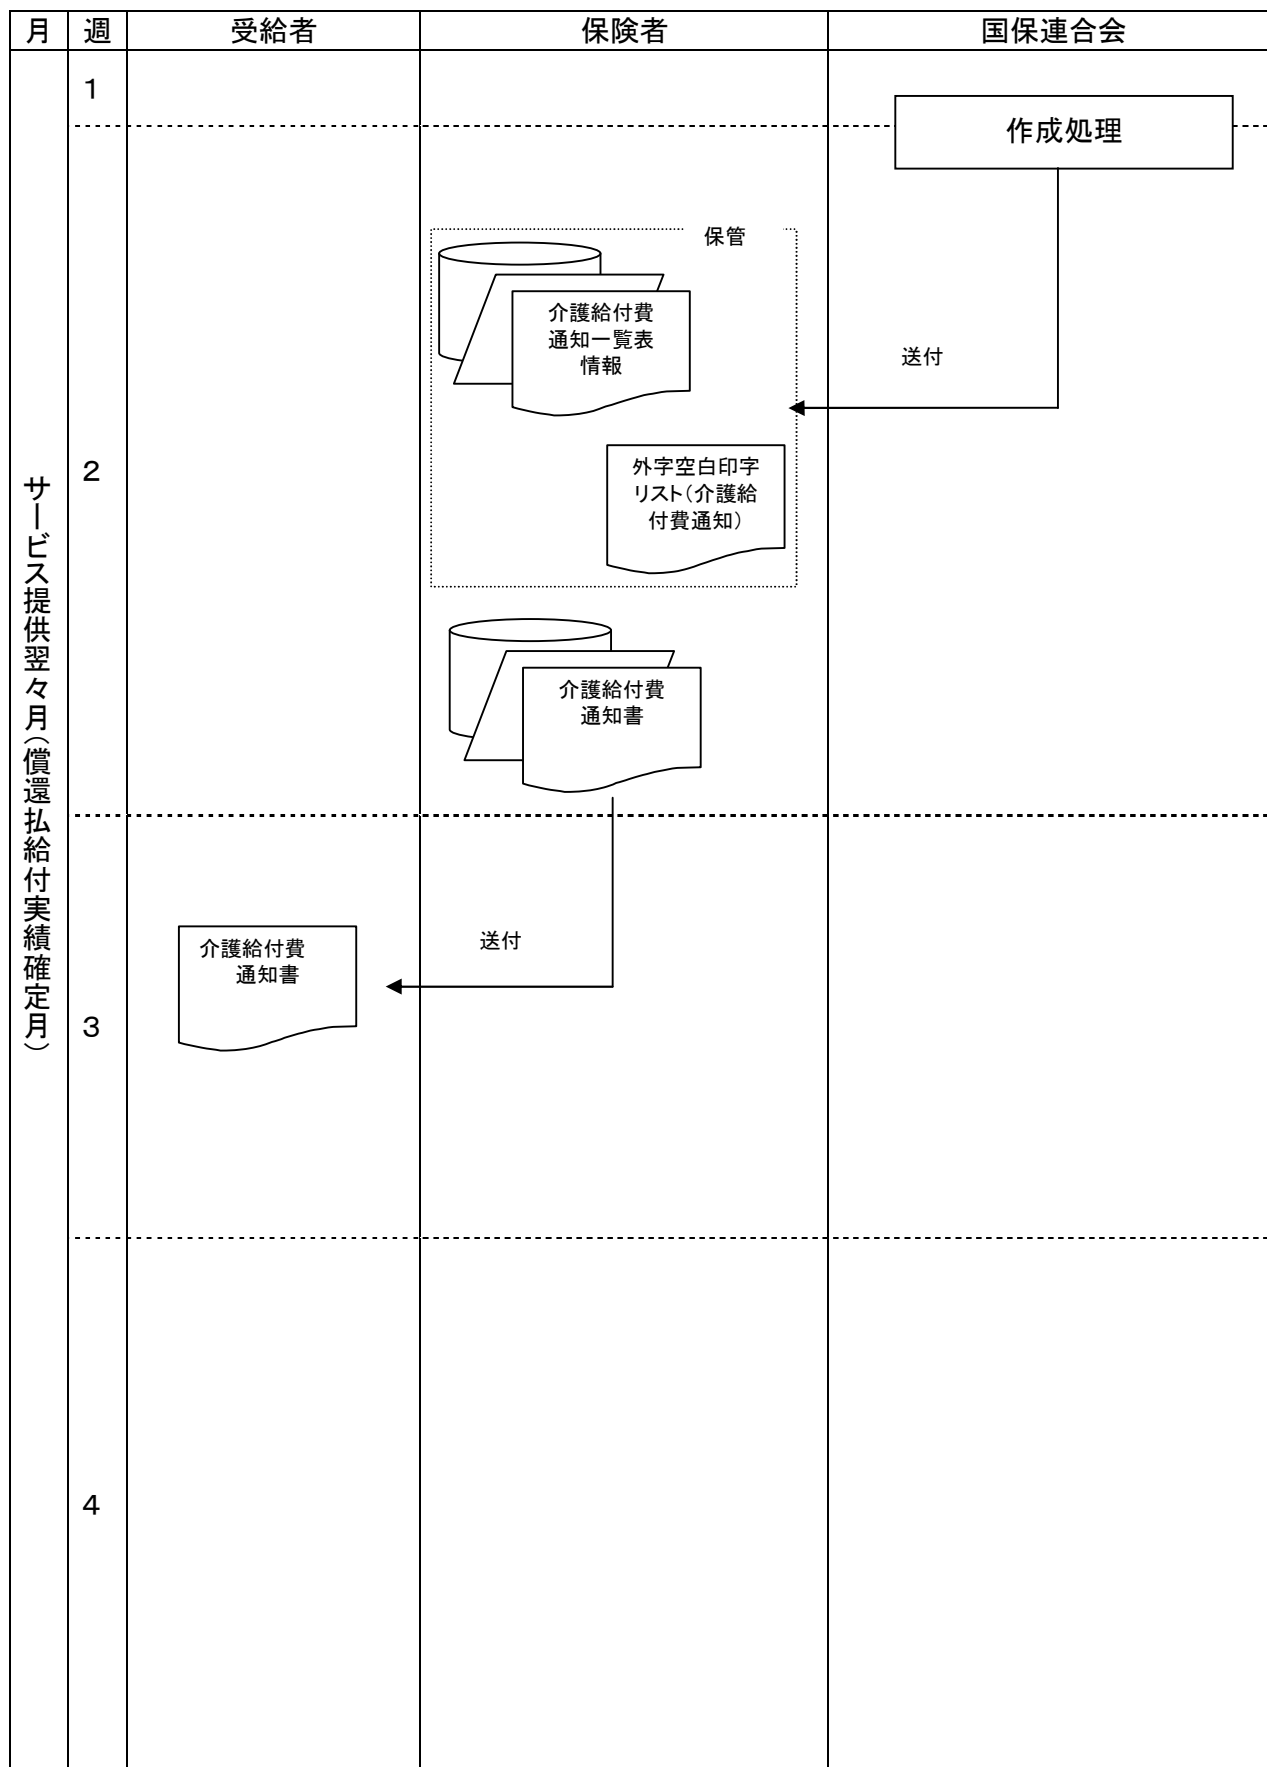 月 週 受給者 保険者 国保連合会
サービス提供翌々月（償還払給付実績確定月）
1
作成処理
保管
介護給付費
通知一覧表
情報
送付
2
外字空白印字
リスト（介護給
付費通知）
介護給付費
通知書
3
介護給付費
通知書
送付
4